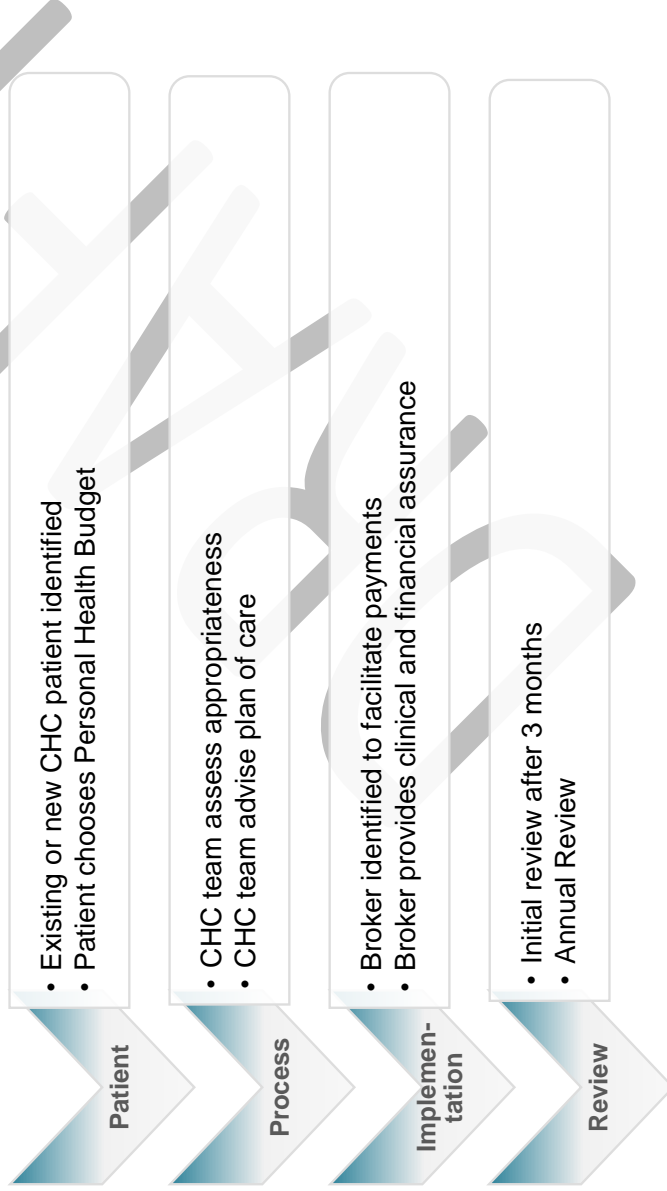 Patient
• Existing or new CHC patient identified
• Patient chooses Personal Health Budget
Process
• CHC team assess appropriateness
• CHC team advise plan of care
Implemen-
tation
• Broker identified to facilitate payments
• Broker provides clinical and financial assurance
Review
• Initial review after 3 months
• Annual Review